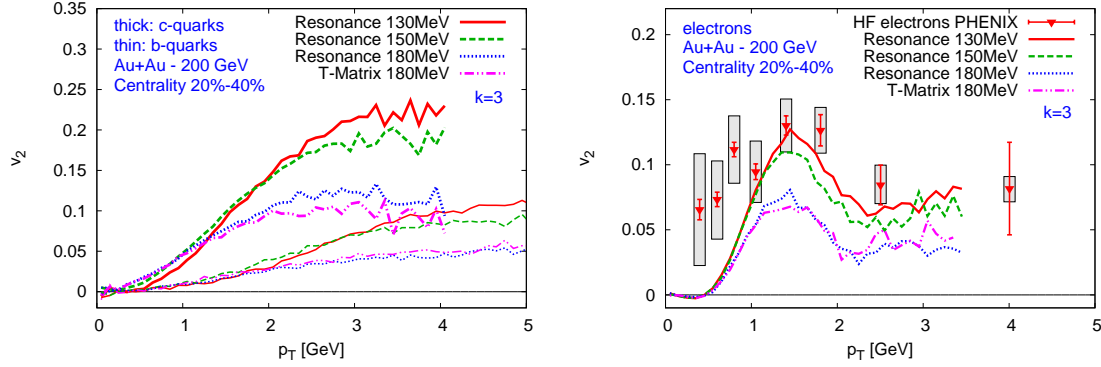 thick: c-quarks
thin: b-quarks
Au+Au - 200 GeV
Centrality 20%-40%
Resonance 130MeV
Resonance 150MeV
Resonance 180MeV
T-Matrix 180MeV
k=3
0.35
0.3
0.25
0.2
0.15
0.1
0.05
0
v2
0 1 2 3 4 5
pT [GeV]
electrons
Au+Au - 200 GeV
Centrality 20%-40%
HF electrons PHENIX
Resonance 130MeV
Resonance 150MeV
Resonance 180MeV
T-Matrix 180MeV
k=3
0.2
0.15
0.1
0.05
0
v2
0 1 2 3 4 5
pT [GeV]